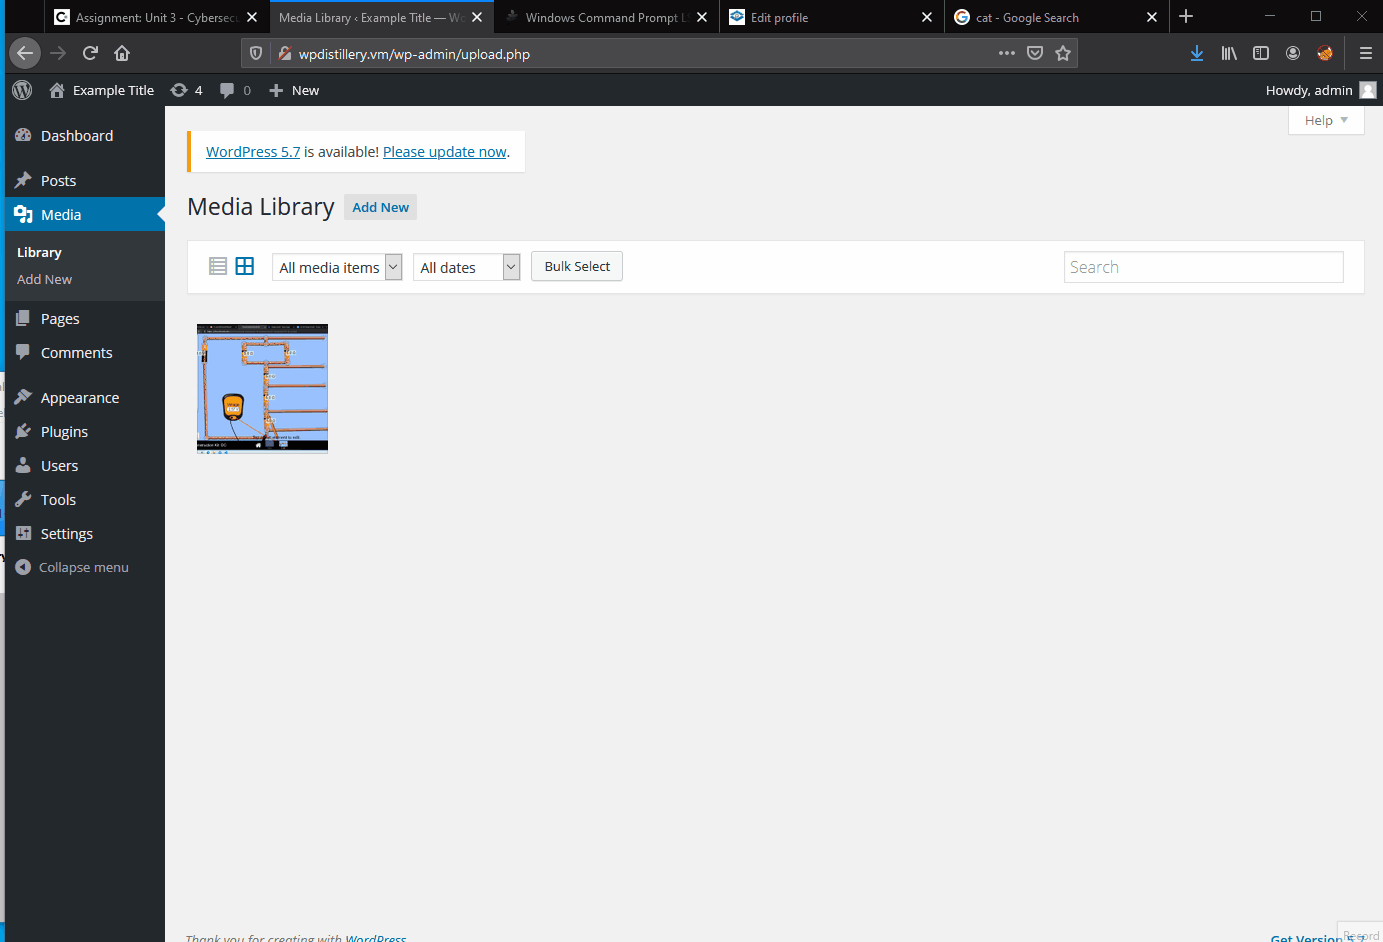 Assignment: Unit 3 - Cybersecu
Media Library ‹ Example Title — Wo
Windows Command Prompt L
Edit profile
cat - Google Search
wpdistillery.vm/wp-admin/upload.php
Example Title
4
0
New
Howdy, admin
Help
Dashboard
WordPress 5.7 is available! Please update now.
Posts
Media
Media Library
Add New
Library
Add New
All media items
All dates
Bulk Select
Search
Pages
Comments
Appearance
Plugins
Users
Tools
Settings
Collapse menu
Thank you for creating with WordPress
Get Version 5.7
Record